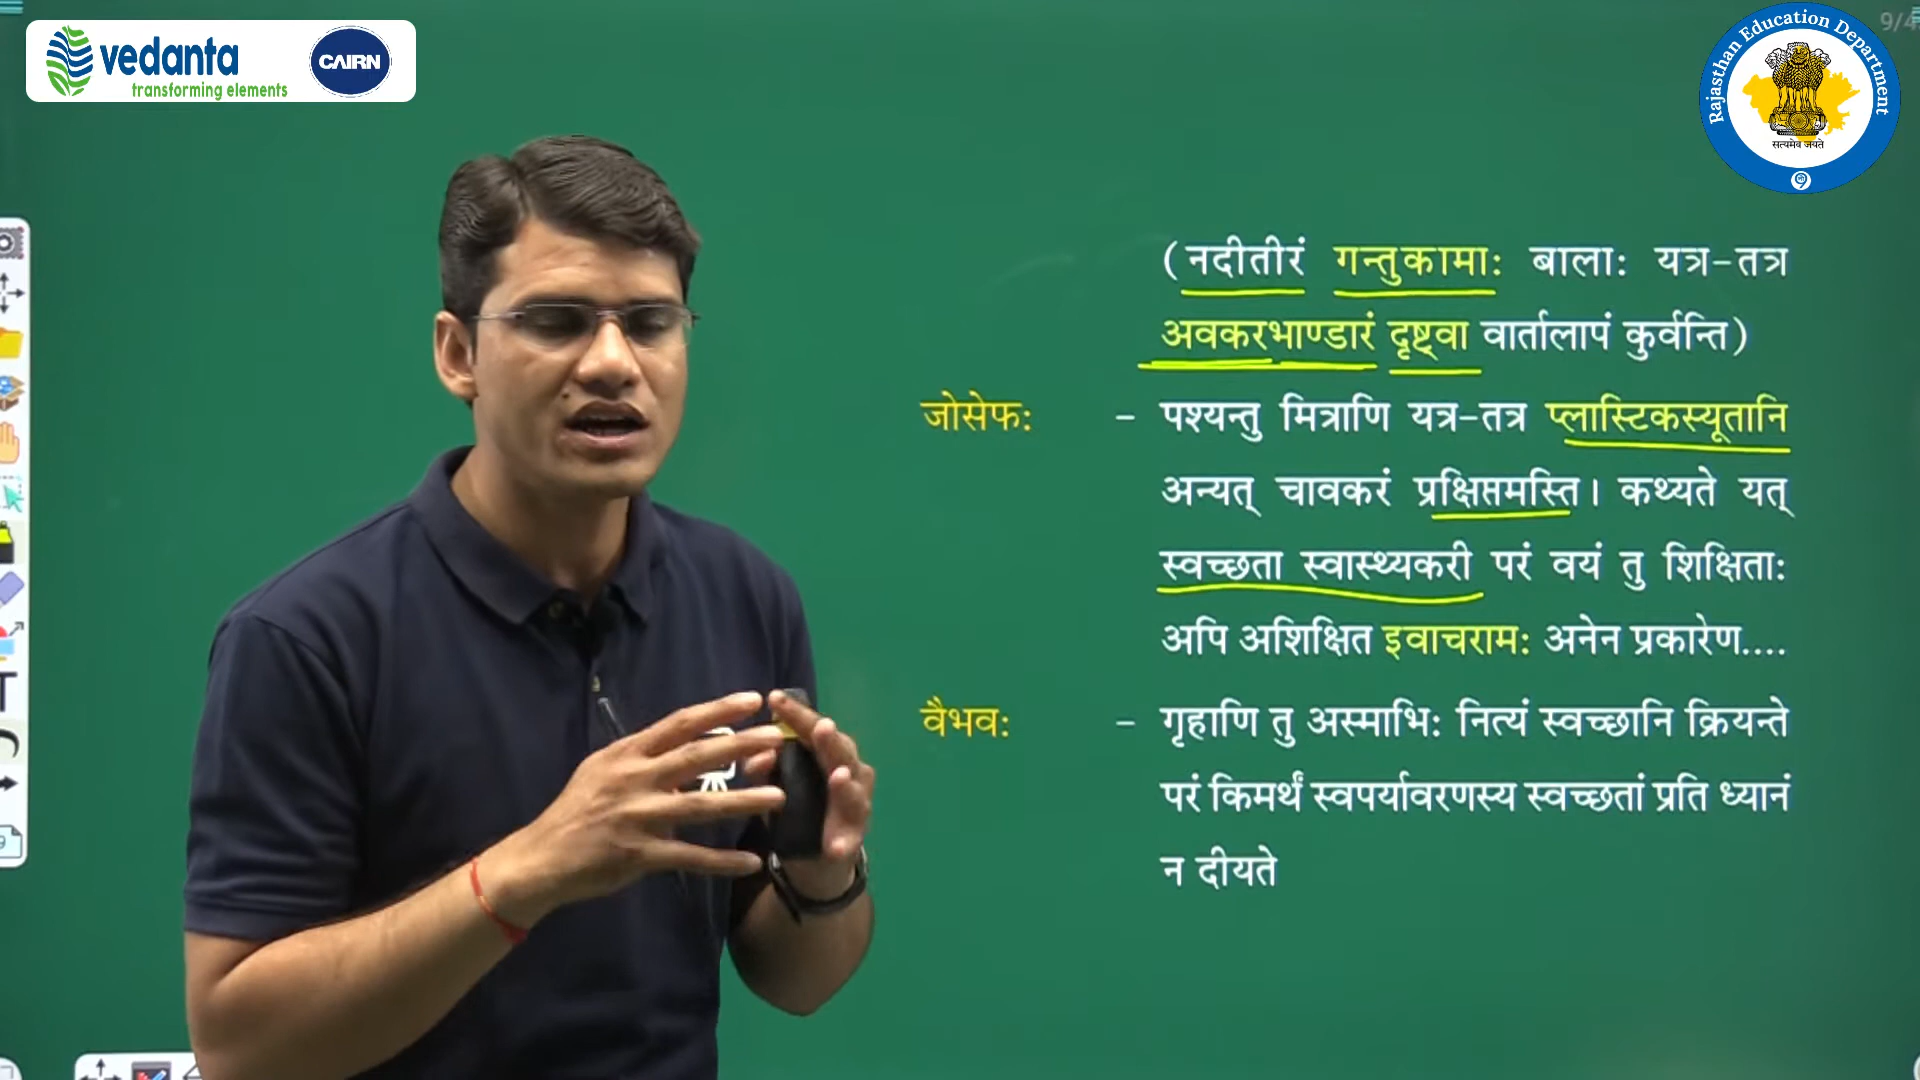 vedanta
transforming elements
CAIRN
Rajasthan Education Department
सत्यमेव जयते
(नदीतीरं गन्तुकामाः बालाः यत्र-तत्र
अवकरभाण्डारं दृष्ट्वा वार्तालापं कुर्वन्ति)
जोसेफः - पश्यन्तु मित्राणि यत्र-तत्र प्लास्टिकस्यूतानि
अन्यत् चावकरं प्रक्षिप्तमस्ति। कथ्यते यत्
स्वच्छता स्वास्थ्यकरी परं वयं तु शिक्षिताः
अपि अशिक्षित इवाचरामः अनेन प्रकारेण....
वैभवः - गृहाणि तु अस्माभिः नित्यं स्वच्छानि क्रियन्ते
परं किमर्थं स्वपर्यावरणस्य स्वच्छतां प्रति ध्यानं
न दीयते